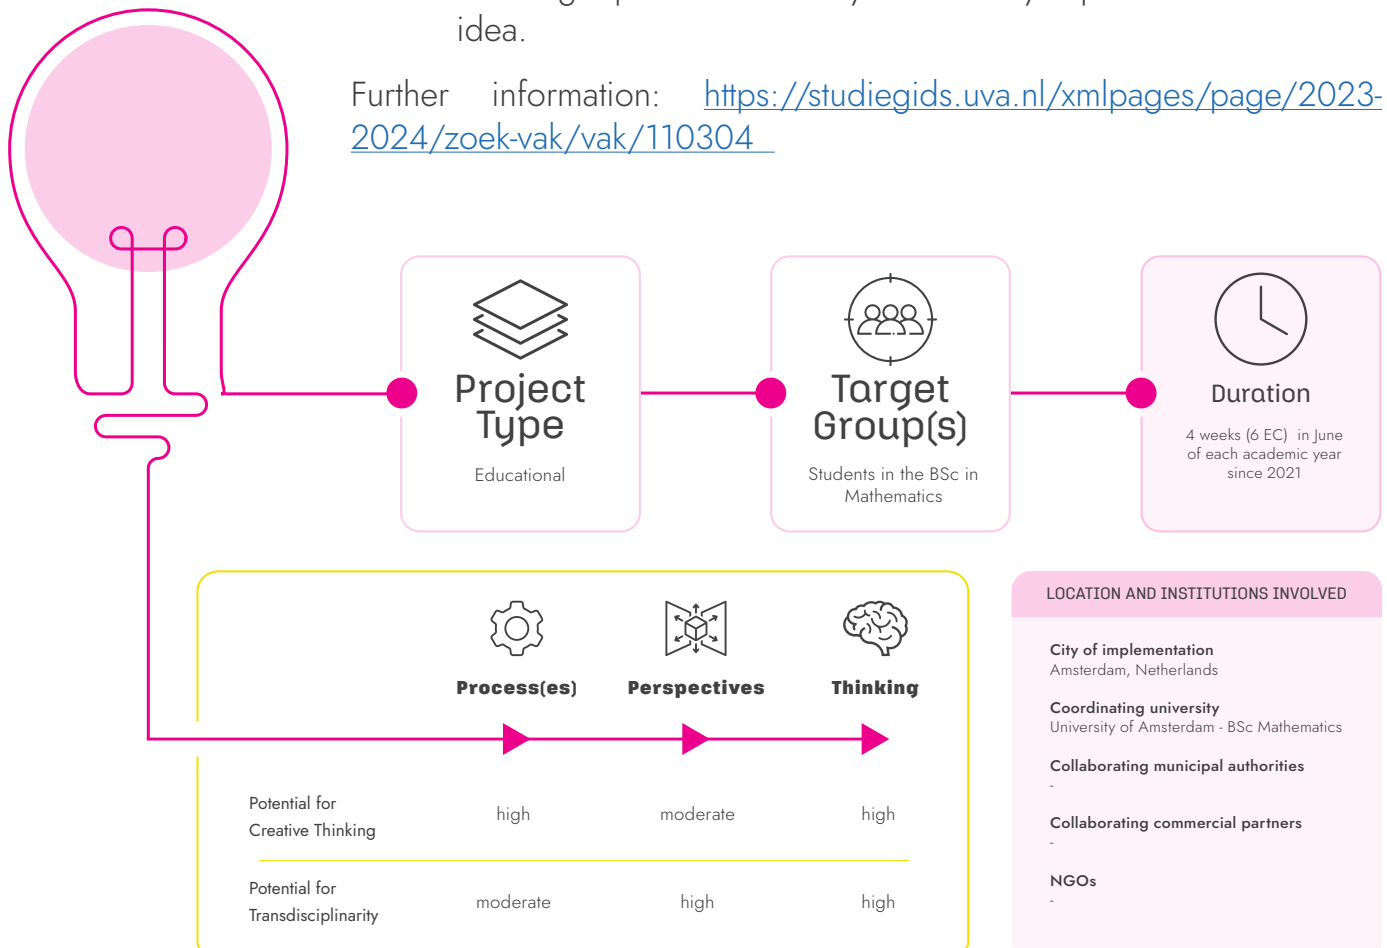 idea.
Further information: https://studiegids.uva.nl/xmlpages/page/2023-
2024/zoek-vak/vak/110304
Project
Type
Educational
Target
Group(s)
Students in the BSc in
Mathematics
Duration
4 weeks (6 EC) in June
of each academic year
since 2021
Process(es) Perspectives Thinking
Potential for
Creative Thinking
high moderate high
Potential for
Transdisciplinarity
moderate high high
LOCATION AND INSTITUTIONS INVOLVED
City of implementation
Amsterdam, Netherlands
Coordinating university
University of Amsterdam - BSc Mathematics
Collaborating municipal authorities
-
Collaborating commercial partners
-
NGOs
-